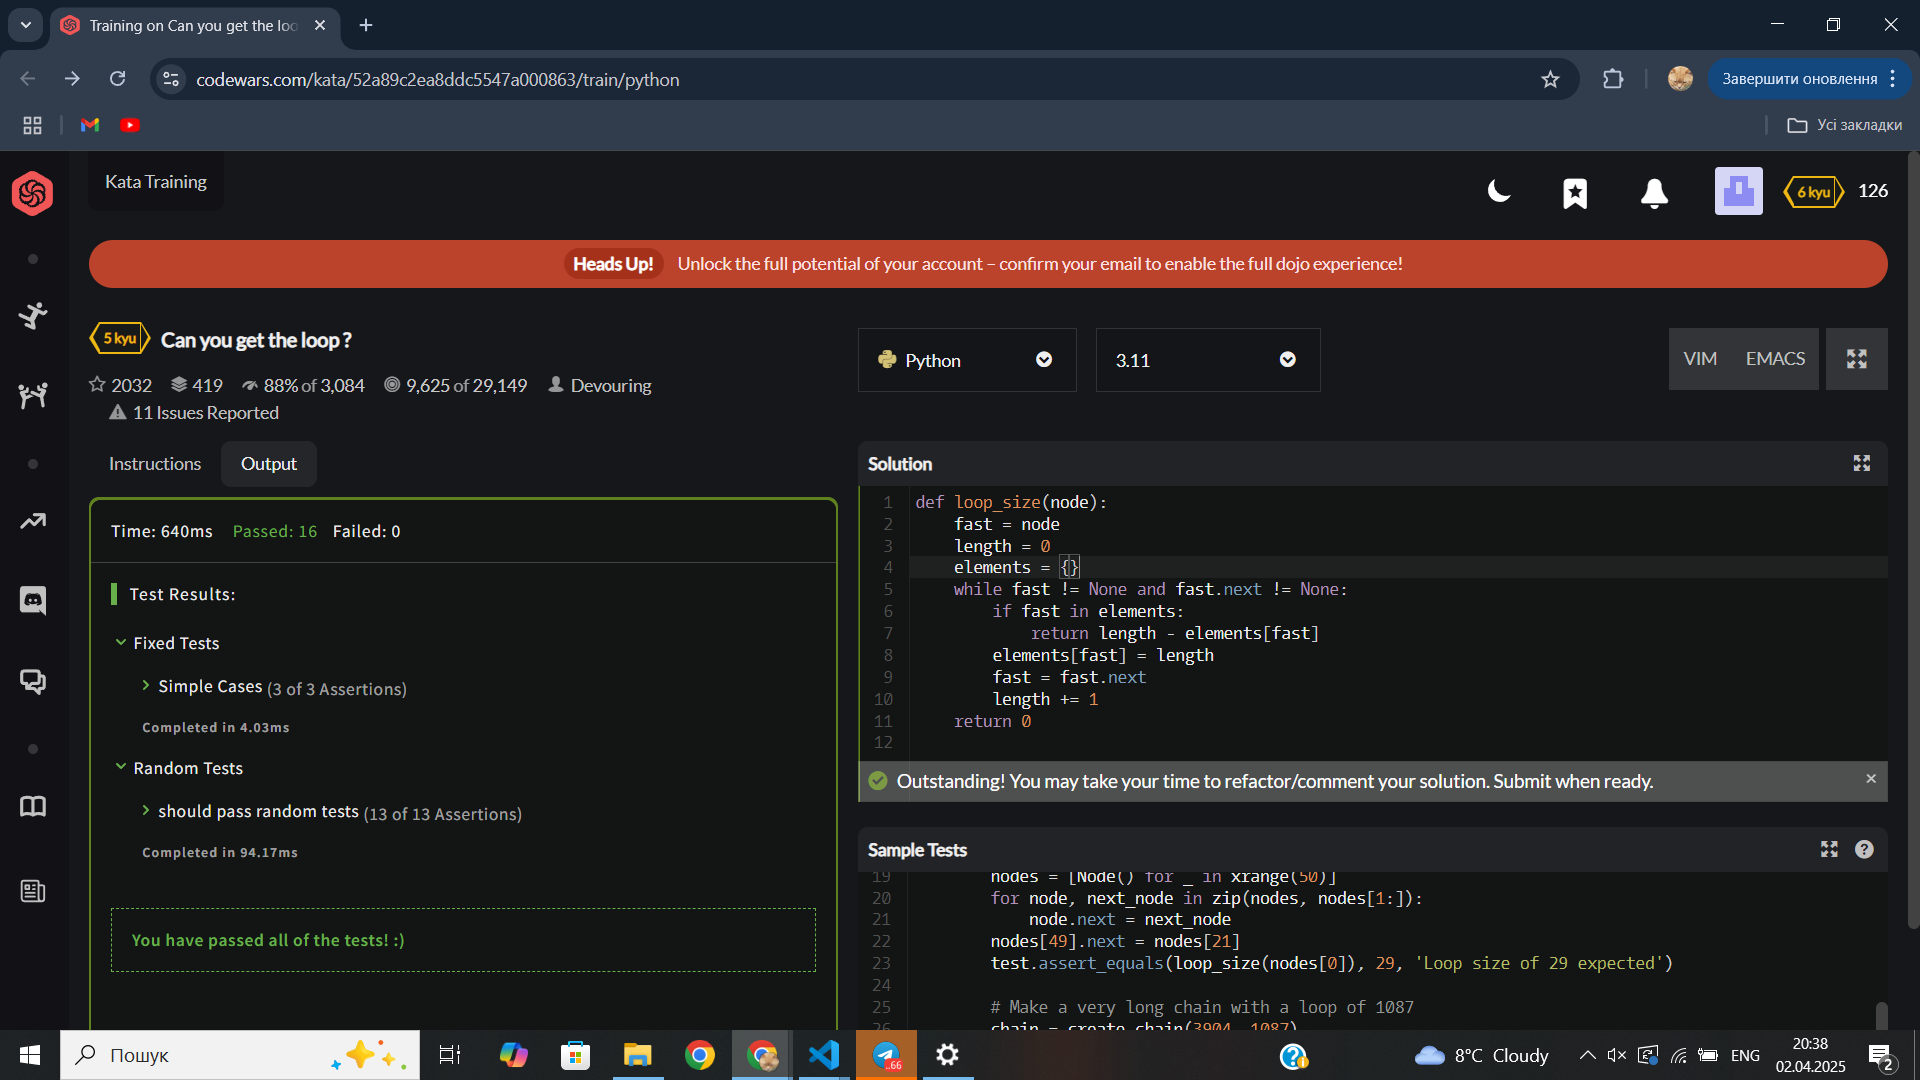 Training on Can you get the loo
codewars.com/kata/52a89c2ea8ddc5547a000863/train/python
Завершити оновлення
Усі закладки
Kata Training
6 kyu
126
Heads Up! Unlock the full potential of your account – confirm your email to enable the full dojo experience!
5 kyu
Can you get the loop ?
2032 419 88% of 3,084 9,625 of 29,149 Devouring
11 Issues Reported
Python
3.11
VIM EMACS
Instructions Output
Time: 640ms Passed: 16 Failed: 0
Test Results:
Fixed Tests
Simple Cases (3 of 3 Assertions)
Completed in 4.03ms
Random Tests
should pass random tests (13 of 13 Assertions)
Completed in 94.17ms
You have passed all of the tests! :)
Solution
1 def loop_size(node):
2 fast = node
3 length = 0
4 elements = {}
5 while fast != None and fast.next != None:
6 if fast in elements:
7 return length - elements[fast]
8 elements[fast] = length
9 fast = fast.next
10 length += 1
11 return 0
12
Outstanding! You may take your time to refactor/comment your solution. Submit when ready.
Sample Tests
19 nodes = [Node() for _ in xrange(50)]
20 for node, next_node in zip(nodes, nodes[1:]):
21 node.next = next_node
22 nodes[49].next = nodes[21]
23 test.assert_equals(loop_size(nodes[0]), 29, 'Loop size of 29 expected')
24
25 # Make a very long chain with a loop of 1087
26 chain = create_chain(3904, 1087)
Пошук
..66
8°C Cloudy
ENG
20:38
02.04.2025
2